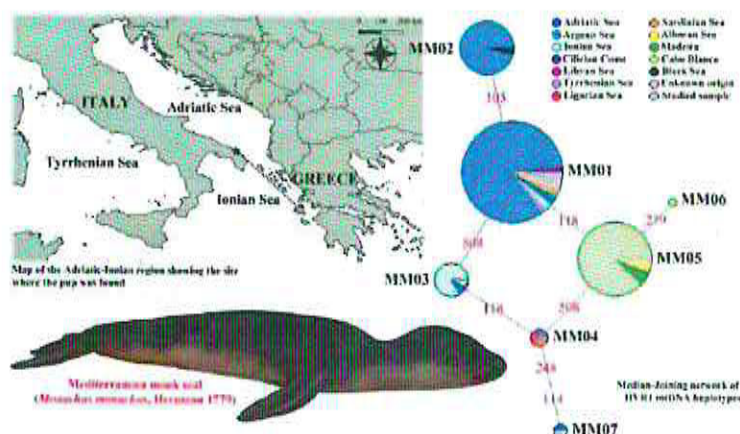 ITALY
Adriatic Sea
GREECE
Tyrrhenian Sea
Ionian Sea
Map of the Adriatic-Ionian region showing the site
where the pup was found
Mediterranean monk seal
(Monachus monachus, Hermann 1779)
Adriatic Sea
Aegean Sea
Ionian Sea
Cilician Coast
Libyan Sea
Tyrrhenian Sea
Ligurian Sea
Sardinian Sea
Alboran Sea
Madeira
Cabo Blanco
Black Sea
Unknown origin
Studied sample
MM02
103
MM01
MM06
MM05
MM03
MM04
MM07
Median-Joining network of
HVR1 mtDNA haplotypes